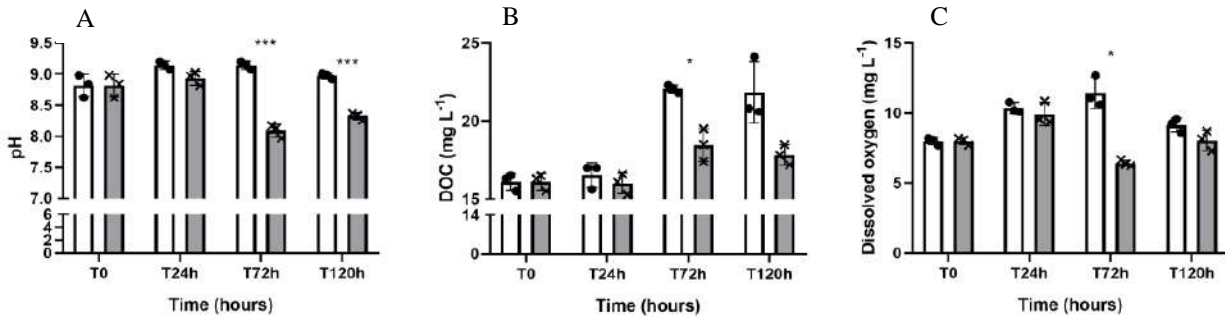 A
pH
9.5
9.0
8.5
8.0
7.5
7.0
6
4
2
0
***
***
T0 T24h T72h T120h
Time (hours)
B
DOC (mg L⁻¹)
25
20
15
14
0
*
T0 T24h T72h T120h
Time (hours)
C
Dissolved oxygen (mg L⁻¹)
15
10
5
0
*
T0 T24h T72h T120h
Time (hours)